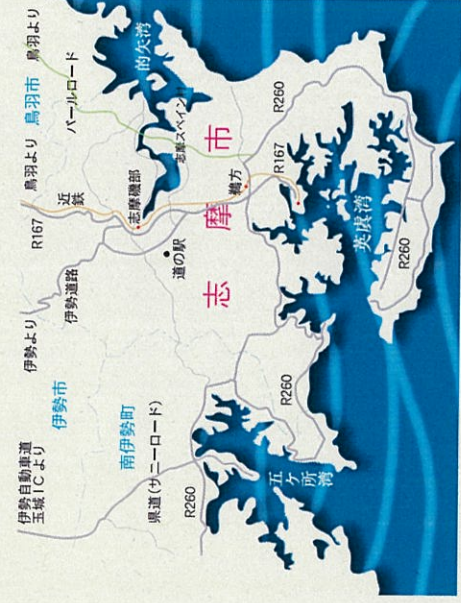 伊勢自動車道
玉城ICより
伊勢より
R167
鳥羽より
鳥羽市
鳥羽より
伊勢市
伊勢道路
近鉄
パールロード
南伊勢町
志摩磯部
的矢湾
県道(サニーロード)
道の駅
志摩スペイン村
R260
志摩市
鵜方
R260
R167
R260
五ケ所湾
英虞湾
R260